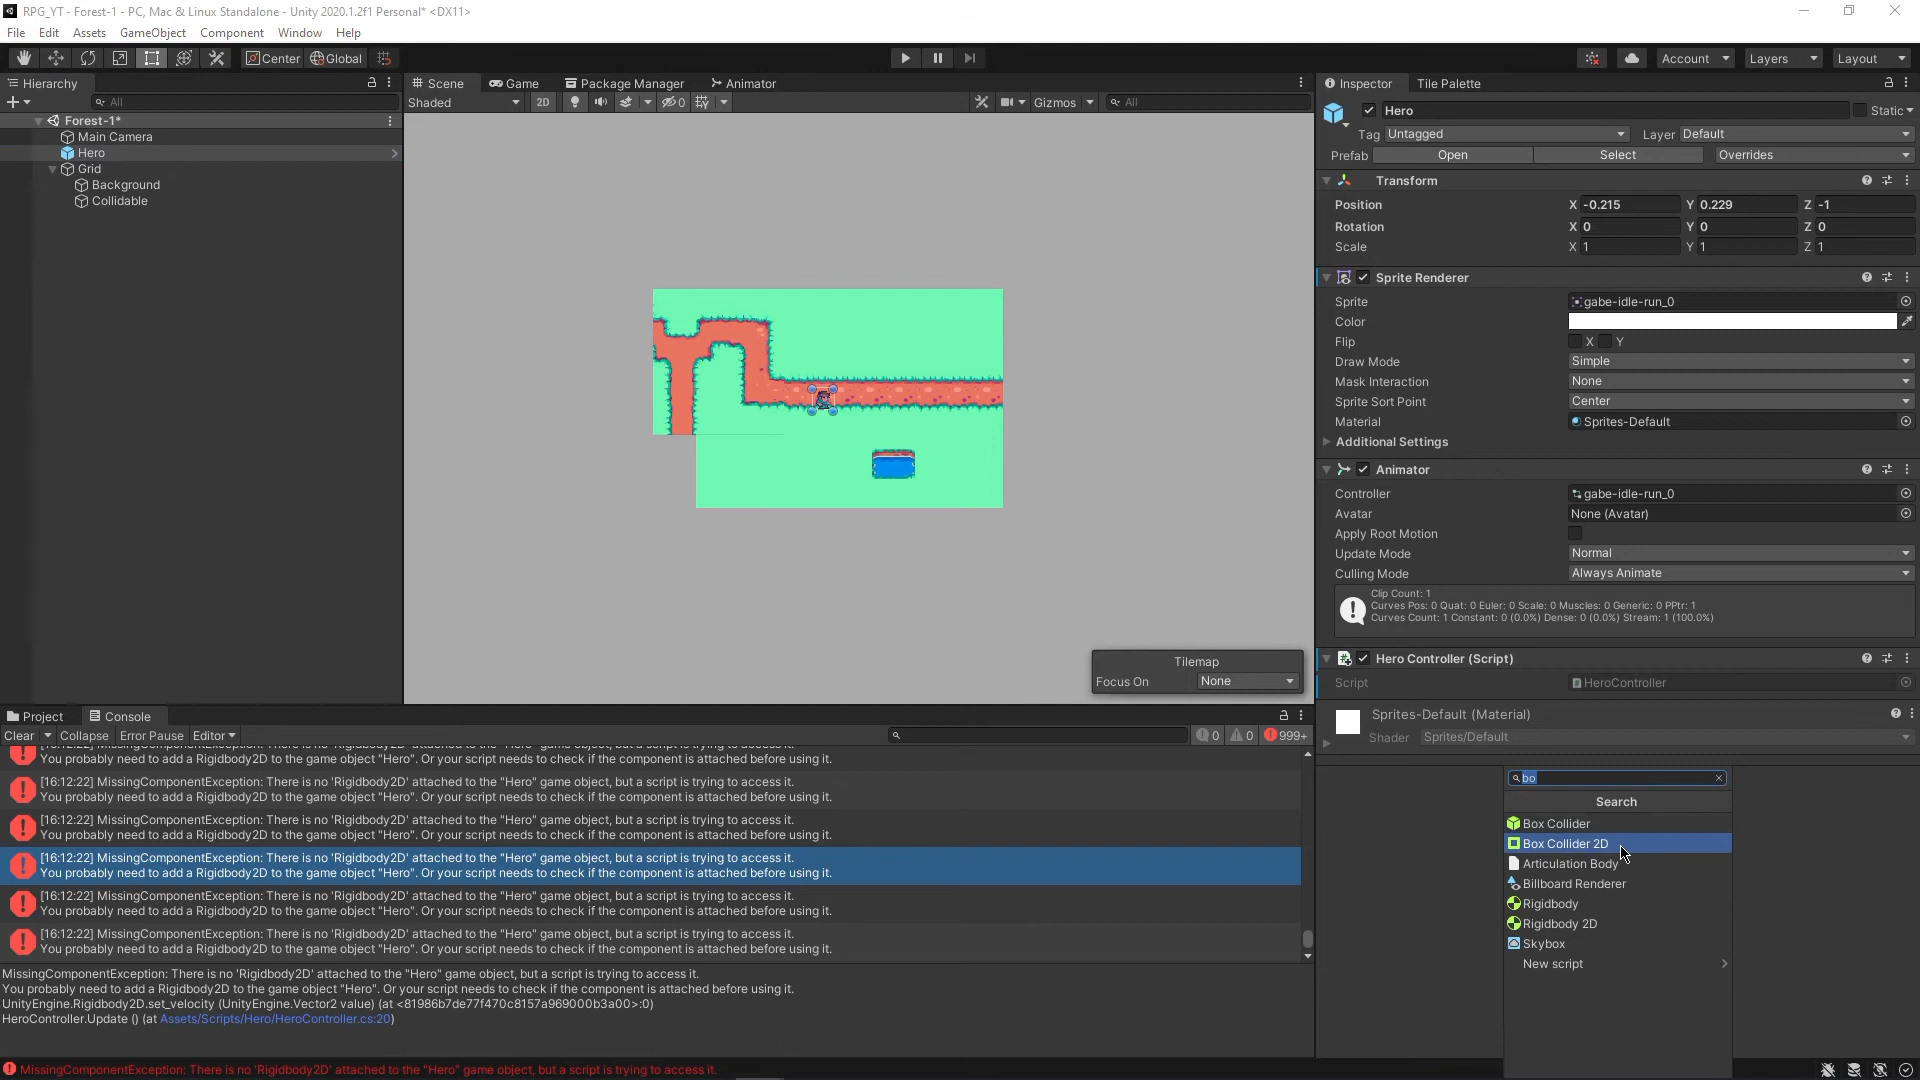 RPG_YT - Forest-1 - PC, Mac & Linux Standalone - Unity 2020.1.2f1 Personal* <DX11>
File Edit Assets GameObject Component Window Help
Center Global Account Layers Layout
Hierarchy
All
Forest-1*
Main Camera
Hero
Grid
Background
Collidable
Scene Game Package Manager Animator
Shaded 2D 0 Gizmos All
Tilemap
Focus On None
Inspector Tile Palette
Hero Static
Tag Untagged Layer Default
Prefab Open Select Overrides
Transform
Position X -0.215 Y 0.229 Z -1
Rotation X 0 Y 0 Z 0
Scale X 1 Y 1 Z 1
Sprite Renderer
Sprite gabe-idle-run_0
Color
Flip X Y
Draw Mode Simple
Mask Interaction None
Sprite Sort Point Center
Material Sprites-Default
Additional Settings
Animator
Controller gabe-idle-run_0
Avatar None (Avatar)
Apply Root Motion
Update Mode Normal
Culling Mode Always Animate
Clip Count: 1
Curves Pos: 0 Quat: 0 Euler: 0 Scale: 0 Muscles: 0 Generic: 0 PPtr: 1
Curves Count: 1 Constant: 0 (0.0%) Dense: 0 (0.0%) Stream: 1 (100.0%)
Hero Controller (Script)
Script HeroController
Sprites-Default (Material)
Shader Sprites/Default
bo
Search
Box Collider
Box Collider 2D
Articulation Body
Billboard Renderer
Rigidbody
Rigidbody 2D
Skybox
New script
Project Console
Clear Collapse Error Pause Editor 0 0 999+
[16:12:22] MissingComponentException: There is no 'Rigidbody2D' attached to the "Hero" game object, but a script is trying to access it.
You probably need to add a Rigidbody2D to the game object "Hero". Or your script needs to check if the component is attached before using it.
[16:12:22] MissingComponentException: There is no 'Rigidbody2D' attached to the "Hero" game object, but a script is trying to access it.
You probably need to add a Rigidbody2D to the game object "Hero". Or your script needs to check if the component is attached before using it.
[16:12:22] MissingComponentException: There is no 'Rigidbody2D' attached to the "Hero" game object, but a script is trying to access it.
You probably need to add a Rigidbody2D to the game object "Hero". Or your script needs to check if the component is attached before using it.
[16:12:22] MissingComponentException: There is no 'Rigidbody2D' attached to the "Hero" game object, but a script is trying to access it.
You probably need to add a Rigidbody2D to the game object "Hero". Or your script needs to check if the component is attached before using it.
[16:12:22] MissingComponentException: There is no 'Rigidbody2D' attached to the "Hero" game object, but a script is trying to access it.
You probably need to add a Rigidbody2D to the game object "Hero". Or your script needs to check if the component is attached before using it.
[16:12:22] MissingComponentException: There is no 'Rigidbody2D' attached to the "Hero" game object, but a script is trying to access it.
You probably need to add a Rigidbody2D to the game object "Hero". Or your script needs to check if the component is attached before using it.
MissingComponentException: There is no 'Rigidbody2D' attached to the "Hero" game object, but a script is trying to access it.
You probably need to add a Rigidbody2D to the game object "Hero". Or your script needs to check if the component is attached before using it.
UnityEngine.Rigidbody2D.set_velocity (UnityEngine.Vector2 value) (at <81986b7de77f470c8157a969000b3a00>:0)
HeroController.Update () (at Assets/Scripts/Hero/HeroController.cs:20)
MissingComponentException: There is no 'Rigidbody2D' attached to the "Hero" game object, but a script is trying to access it.